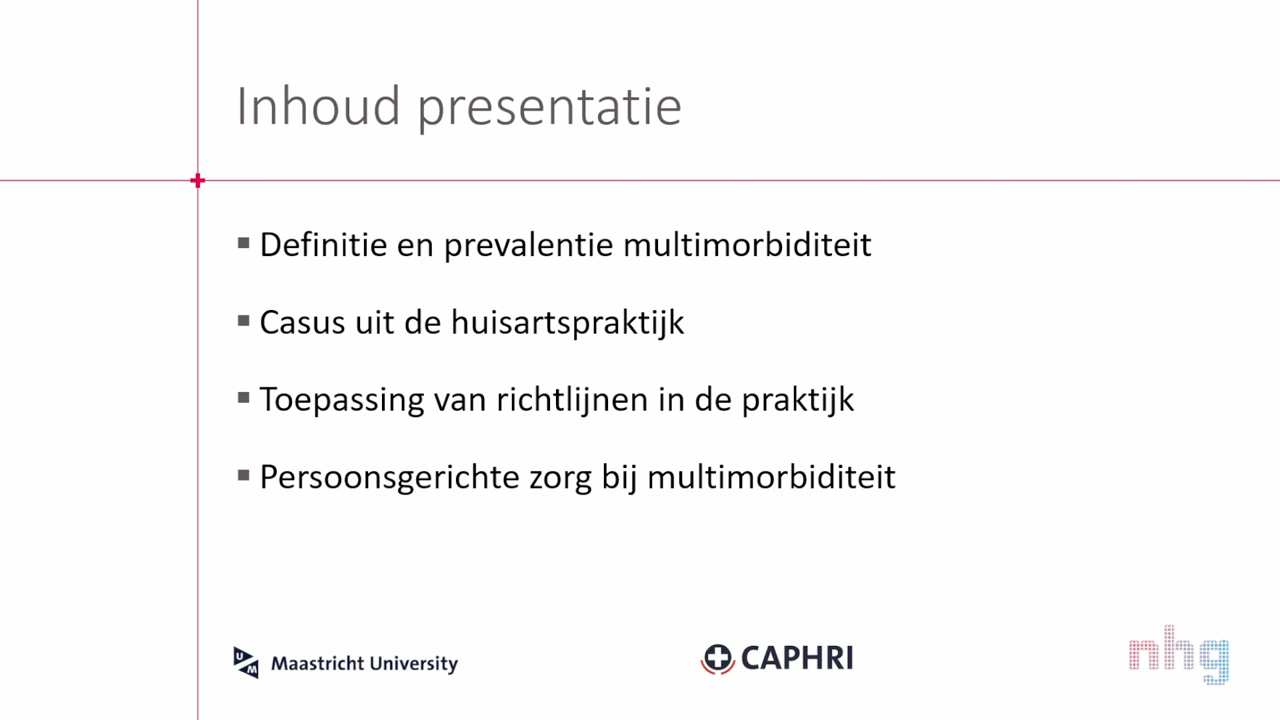 Inhoud presentatie
Definitie en prevalentie multimorbiditeit
Casus uit de huisartspraktijk
Toepassing van richtlijnen in de praktijk
Persoonsgerichte zorg bij multimorbiditeit
UM Maastricht University
CAPHRI
nhg